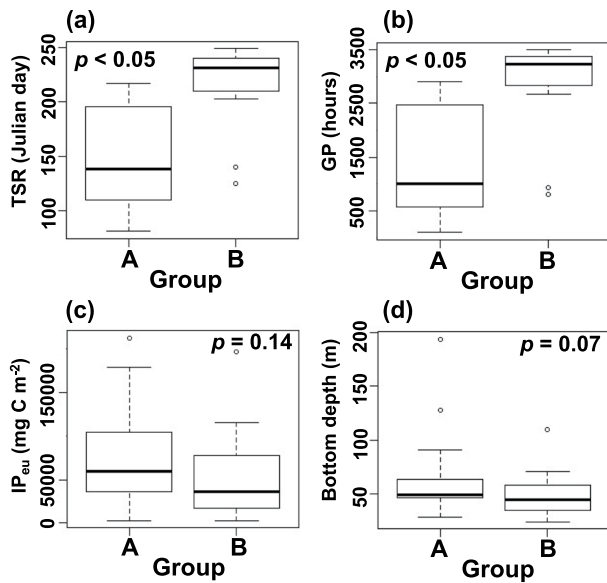 (a)
p < 0.05
TSR (Julian day)
250
200
150
100
A B
Group
(b)
p < 0.05
GP (hours)
3500
2500
1500
500
A B
Group
(c)
p = 0.14
IPeu (mg C m-2)
150000
50000
0
A B
Group
(d)
p = 0.07
Bottom depth (m)
200
150
100
50
A B
Group